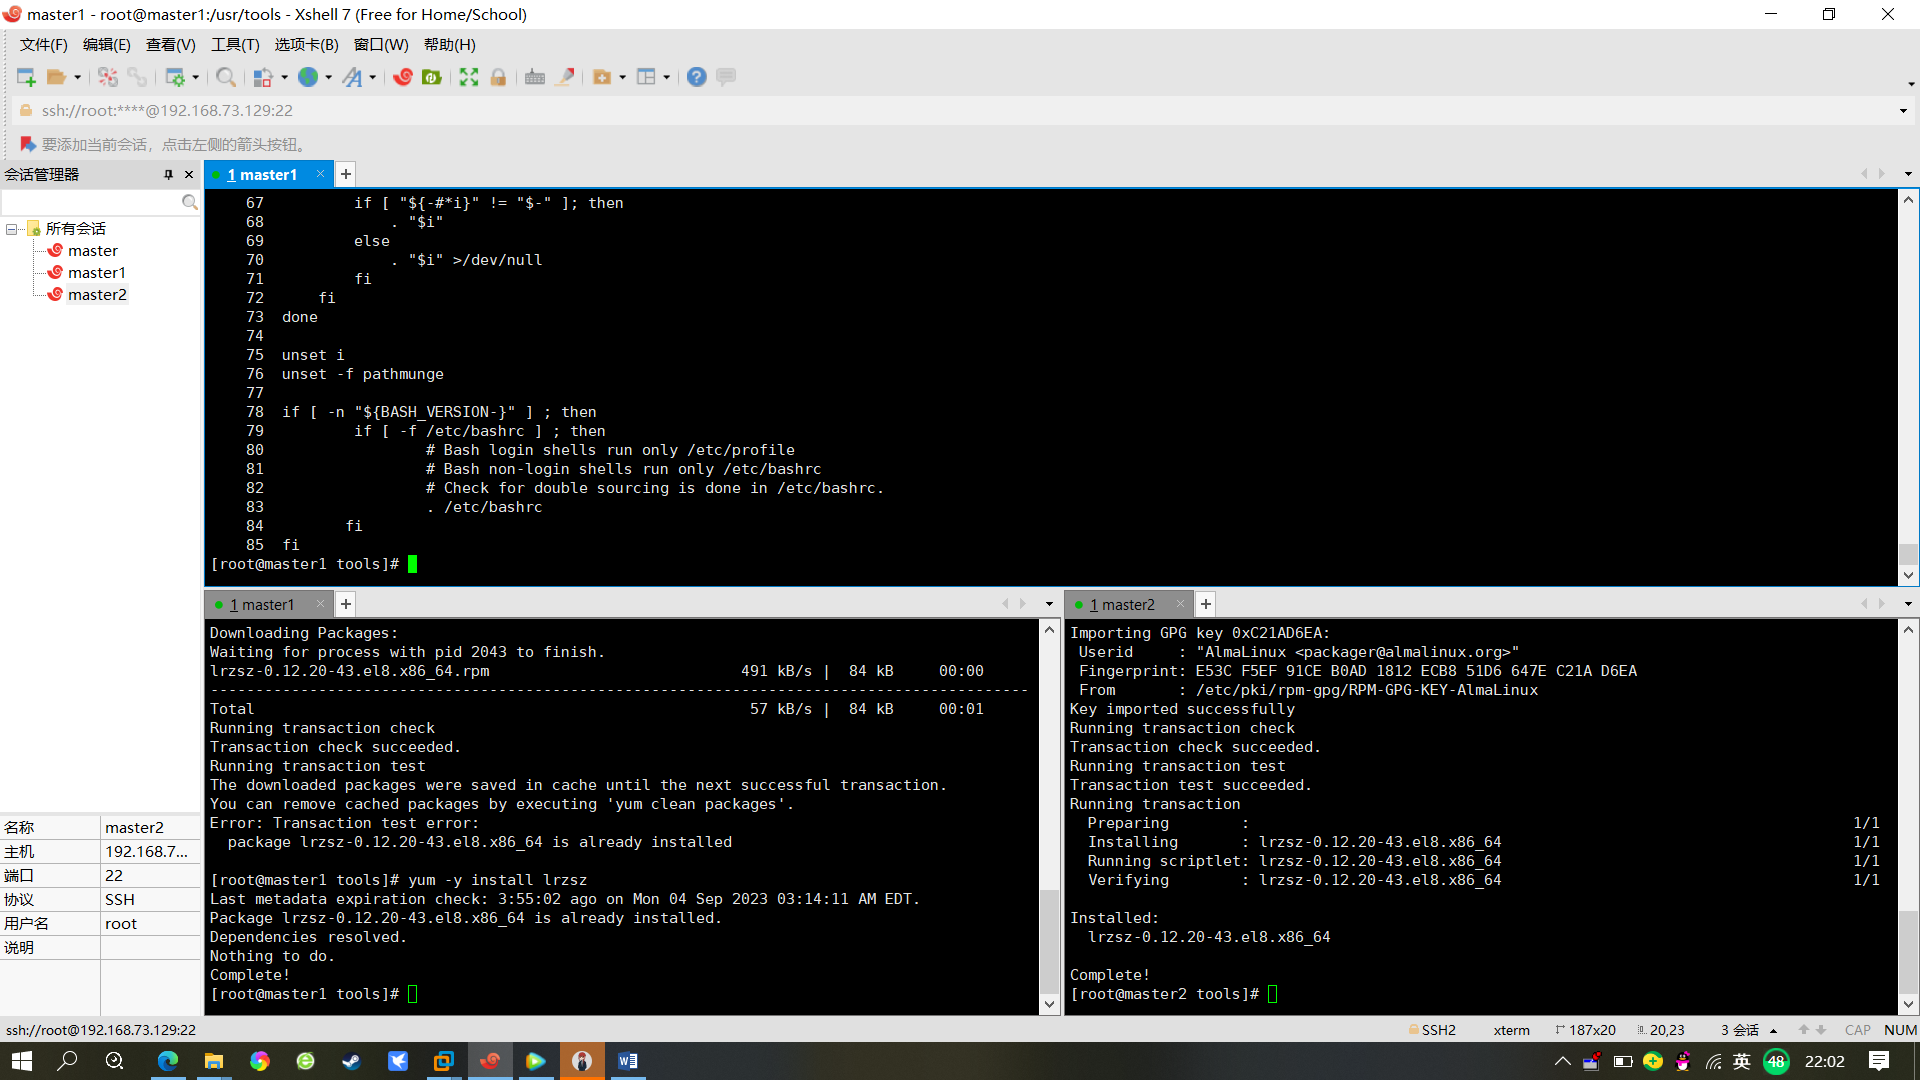 master1 - root@master1:/usr/tools - Xshell 7 (Free for Home/School)
文件(F) 编辑(E) 查看(V) 工具(T) 选项卡(B) 窗口(W) 帮助(H)
ssh://root:****@192.168.73.129:22
要添加当前会话，点击左侧的箭头按钮。
会话管理器
所有会话
master
master1
master2
名称 master2
主机 192.168.7...
端口 22
协议 SSH
用户名 root
说明
1 master1
67 if [ "${-#*i}" != "$-" ]; then
68 . "$i"
69 else
70 . "$i" >/dev/null
71 fi
72 fi
73 done
74
75 unset i
76 unset -f pathmunge
77
78 if [ -n "${BASH_VERSION-}" ] ; then
79 if [ -f /etc/bashrc ] ; then
80 # Bash login shells run only /etc/profile
81 # Bash non-login shells run only /etc/bashrc
82 # Check for double sourcing is done in /etc/bashrc.
83 . /etc/bashrc
84 fi
85 fi
[root@master1 tools]#
1 master1
Downloading Packages:
Waiting for process with pid 2043 to finish.
lrzsz-0.12.20-43.el8.x86_64.rpm 491 kB/s | 84 kB 00:00
--------------------------------------------------------------------------------
Total 57 kB/s | 84 kB 00:01
Running transaction check
Transaction check succeeded.
Running transaction test
The downloaded packages were saved in cache until the next successful transaction.
You can remove cached packages by executing 'yum clean packages'.
Error: Transaction test error:
package lrzsz-0.12.20-43.el8.x86_64 is already installed
[root@master1 tools]# yum -y install lrzsz
Last metadata expiration check: 3:55:02 ago on Mon 04 Sep 2023 03:14:11 AM EDT.
Package lrzsz-0.12.20-43.el8.x86_64 is already installed.
Dependencies resolved.
Nothing to do.
Complete!
[root@master1 tools]#
1 master2
Importing GPG key 0xC21AD6EA:
Userid : "AlmaLinux <packager@almalinux.org>"
Fingerprint: E53C F5EF 91CE B0AD 1812 ECB8 51D6 647E C21A D6EA
From : /etc/pki/rpm-gpg/RPM-GPG-KEY-AlmaLinux
Key imported successfully
Running transaction check
Transaction check succeeded.
Running transaction test
Transaction test succeeded.
Running transaction
Preparing : 1/1
Installing : lrzsz-0.12.20-43.el8.x86_64 1/1
Running scriptlet: lrzsz-0.12.20-43.el8.x86_64 1/1
Verifying : lrzsz-0.12.20-43.el8.x86_64 1/1
Installed:
lrzsz-0.12.20-43.el8.x86_64
Complete!
[root@master2 tools]#
ssh://root@192.168.73.129:22 SSH2 xterm 187x20 20,23 3 会话 CAP NUM
英 48 22:02